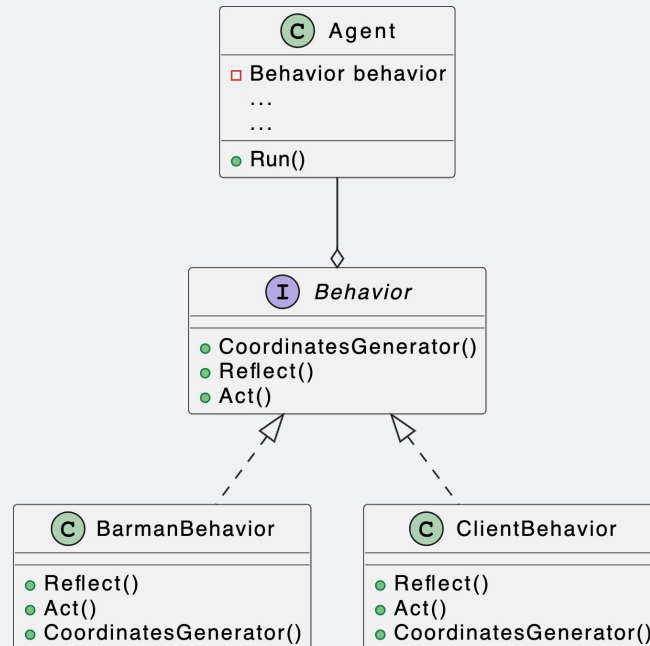 C Agent
Behavior behavior
...
...
Run()
I Behavior
CoordinatesGenerator()
Reflect()
Act()
C BarmanBehavior
Reflect()
Act()
CoordinatesGenerator()
C ClientBehavior
Reflect()
Act()
CoordinatesGenerator()